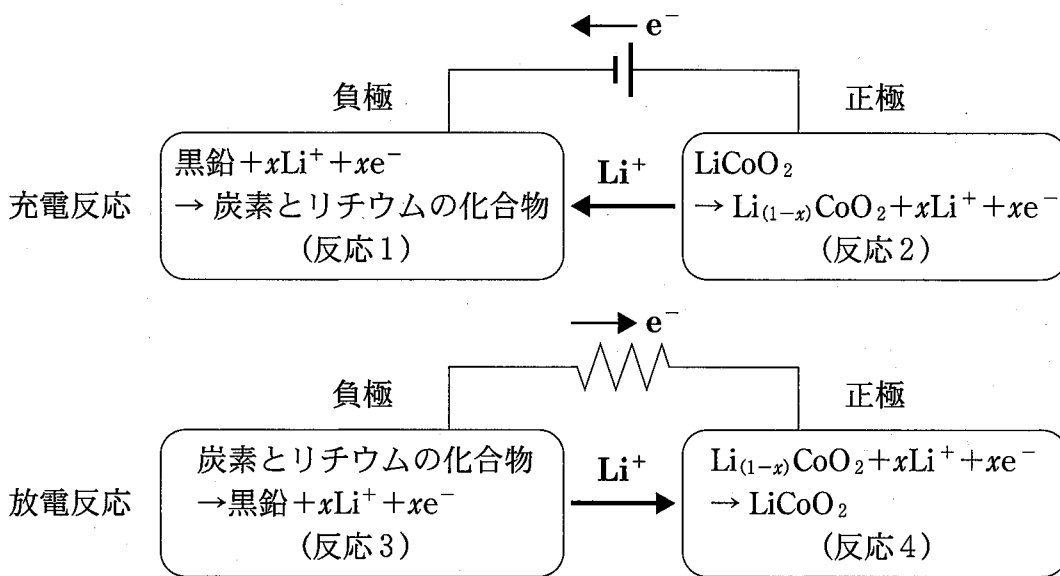 e⁻
負極 正極
充電反応
黒鉛+xLi⁺+xe⁻
→ 炭素とリチウムの化合物
(反応1)
Li⁺
LiCoO₂
→ Li₍₁₋ₓ₎CoO₂+xLi⁺+xe⁻
(反応2)
e⁻
負極 正極
放電反応
炭素とリチウムの化合物
→黒鉛+xLi⁺+xe⁻
(反応3)
Li⁺
Li₍₁₋ₓ₎CoO₂+xLi⁺+xe⁻
→ LiCoO₂
(反応4)